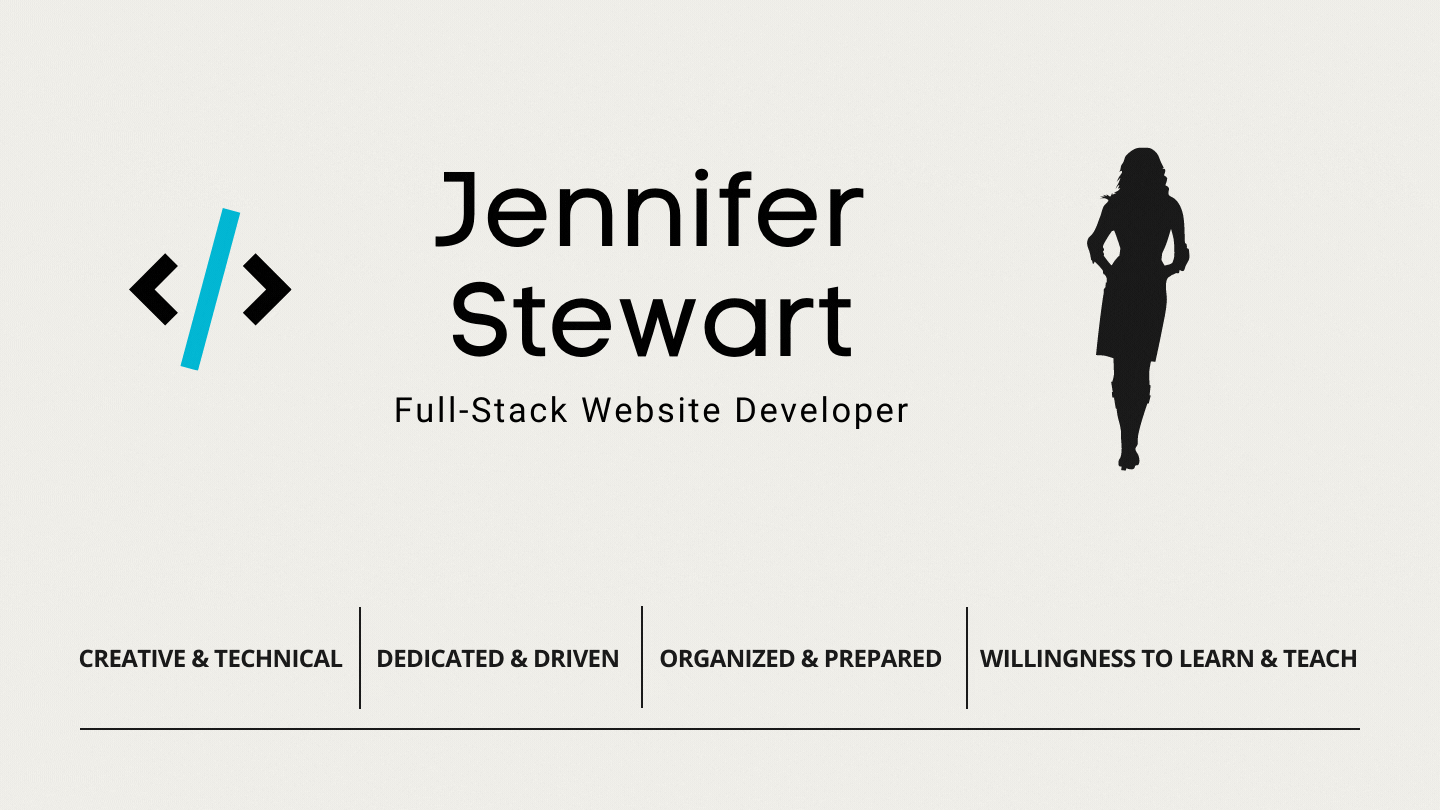 Jennifer
Stewart
Full-Stack Website Developer
CREATIVE & TECHNICAL
DEDICATED & DRIVEN
ORGANIZED & PREPARED
WILLINGNESS TO LEARN & TEACH